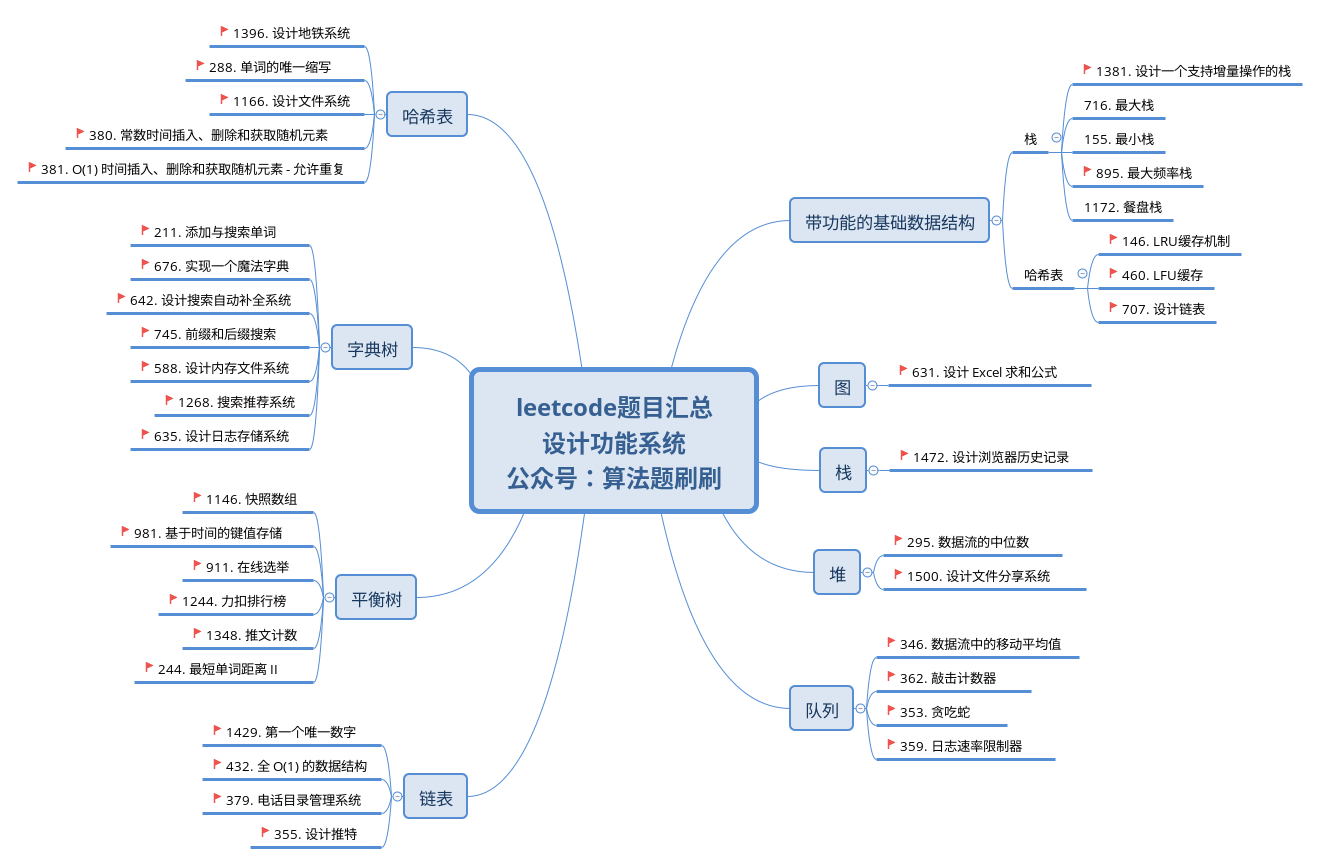 leetcode题目汇总
设计功能系统
公众号：算法题刷刷
哈希表
1396. 设计地铁系统
288. 单词的唯一缩写
1166. 设计文件系统
380. 常数时间插入、删除和获取随机元素
381. O(1) 时间插入、删除和获取随机元素 - 允许重复
字典树
211. 添加与搜索单词
676. 实现一个魔法字典
642. 设计搜索自动补全系统
745. 前缀和后缀搜索
588. 设计内存文件系统
1268. 搜索推荐系统
635. 设计日志存储系统
平衡树
1146. 快照数组
981. 基于时间的键值存储
911. 在线选举
1244. 力扣排行榜
1348. 推文计数
244. 最短单词距离 II
链表
1429. 第一个唯一数字
432. 全 O(1) 的数据结构
379. 电话目录管理系统
355. 设计推特
带功能的基础数据结构
栈
1381. 设计一个支持增量操作的栈
716. 最大栈
155. 最小栈
895. 最大频率栈
1172. 餐盘栈
哈希表
146. LRU缓存机制
460. LFU缓存
707. 设计链表
图
631. 设计 Excel 求和公式
栈
1472. 设计浏览器历史记录
堆
295. 数据流的中位数
1500. 设计文件分享系统
队列
346. 数据流中的移动平均值
362. 敲击计数器
353. 贪吃蛇
359. 日志速率限制器